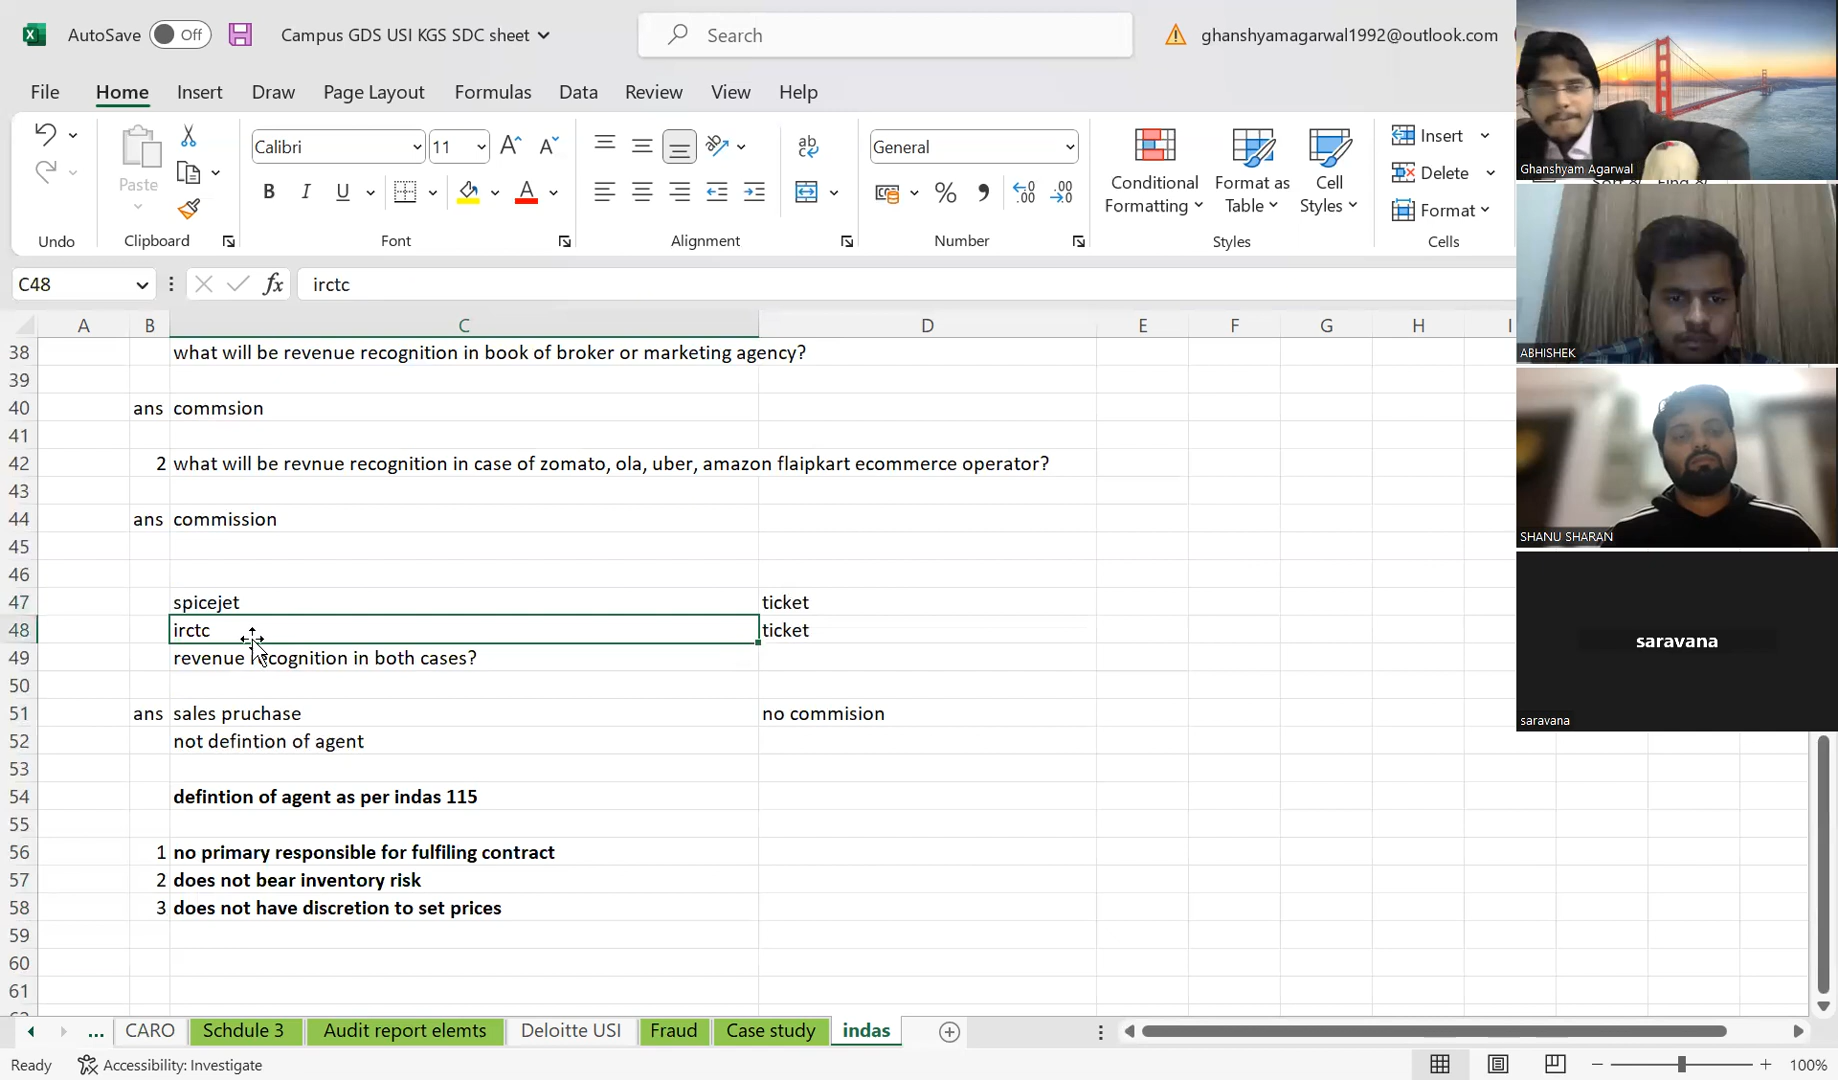 AutoSave Off Campus GDS USI KGS SDC sheet Search ghanshyamagarwal1992@outlook.com
File Home Insert Draw Page Layout Formulas Data Review View Help
Paste Calibri 11 General Conditional Formatting Format as Table Cell Styles Insert Delete Format
B I U A % ,
Undo Clipboard Font Alignment Number Styles Cells
C48 fx irctc
A B C D E F G H I
38 what will be revenue recognition in book of broker or marketing agency?
39
40 ans commsion
41
42 2 what will be revnue recognition in case of zomato, ola, uber, amazon flaipkart ecommerce operator?
43
44 ans commission
45
46
47 spicejet ticket
48 irctc ticket
49 revenue recognition in both cases?
50
51 ans sales pruchase no commision
52 not defintion of agent
53
54 defintion of agent as per indas 115
55
56 1 no primary responsible for fulfiling contract
57 2 does not bear inventory risk
58 3 does not have discretion to set prices
59
60
61
... CARO Schdule 3 Audit report elemts Deloitte USI Fraud Case study indas
Ready Accessibility: Investigate 100%
Ghanshyam Agarwal
ABHISHEK
SHANU SHARAN
saravana
saravana